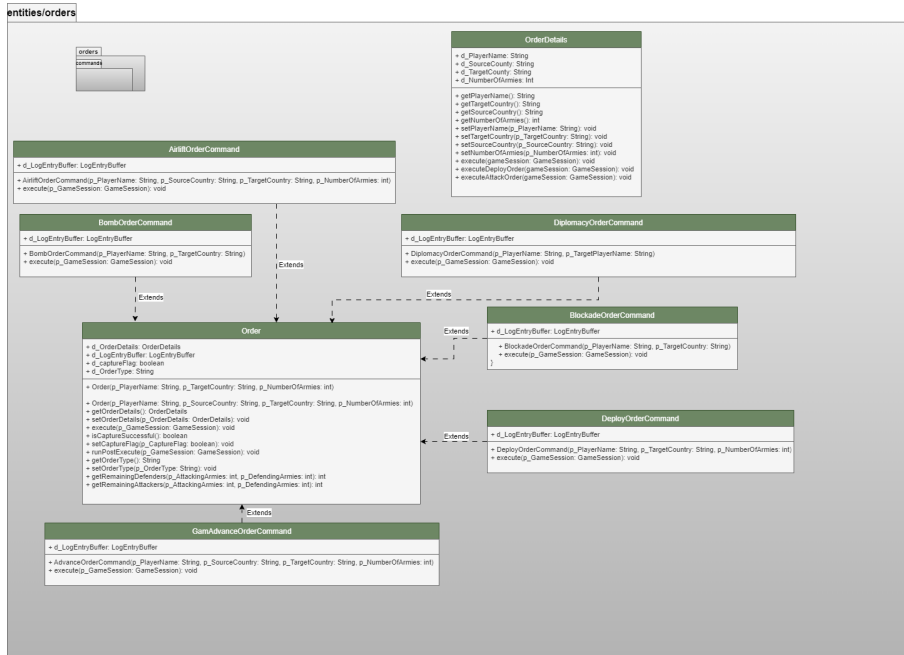 entities/orders
orders
commands
OrderDetails
+ d_PlayerName: String
+ d_SourceCounty: String
+ d_TargetCounty: String
+ d_NumberOfArmies: Int
+ getPlayerName(): String
+ getTargetCountry(): String
+ getSourceCountry(): String
+ getNumberOfArmies(): int
+ setPlayerName(p_PlayerName: String): void
+ setTargetCountry(p_TargetCountry: String): void
+ setSourceCountry(p_SourceCountry: String): void
+ setNumberOfArmies(p_NumberOfArmies: int): void
+ execute(gameSession: GameSession): void
+ executeDeployOrder(gameSession: GameSession): void
+ executeAttackOrder(gameSession: GameSession): void
AirliftOrderCommand
+ d_LogEntryBuffer: LogEntryBuffer
+ AirliftOrderCommand(p_PlayerName: String, p_SourceCountry: String, p_TargetCountry: String, p_NumberOfArmies: int)
+ execute(p_GameSession: GameSession): void
BombOrderCommand
+ d_LogEntryBuffer: LogEntryBuffer
+ BombOrderCommand(p_PlayerName: String, p_TargetCountry: String)
+ execute(p_GameSession: GameSession): void
DiplomacyOrderCommand
+ d_LogEntryBuffer: LogEntryBuffer
+ DiplomacyOrderCommand(p_PlayerName: String, p_TargetPlayerName: String)
+ execute(p_GameSession: GameSession): void
Extends
Extends
Extends
BlockadeOrderCommand
+ d_LogEntryBuffer: LogEntryBuffer
+ BlockadeOrderCommand(p_PlayerName: String, p_TargetCountry: String)
+ execute(p_GameSession: GameSession): void
}
Extends
Order
+ d_OrderDetails: OrderDetails
+ d_LogEntryBuffer: LogEntryBuffer
+ d_captureFlag: boolean
+ d_OrderType: String
+ Order(p_PlayerName: String, p_TargetCountry: String, p_NumberOfArmies: int)
+ Order(p_PlayerName: String, p_SourceCountry: String, p_TargetCountry: String, p_NumberOfArmies: int)
+ getOrderDetails(): OrderDetails
+ setOrderDetails(p_OrderDetails: OrderDetails): void
+ execute(p_GameSession: GameSession): void
+ isCaptureSuccessful(): boolean
+ setCaptureFlag(p_CaptureFlag: boolean): void
+ runPostExecute(p_GameSession: GameSession): void
+ getOrderType(): String
+ setOrderType(p_OrderType: String): void
+ getRemainingDefenders(p_AttackingArmies: int, p_DefendingArmies: int): int
+ getRemainingAttackers(p_AttackingArmies: int, p_DefendingArmies: int): int
DeployOrderCommand
+ d_LogEntryBuffer: LogEntryBuffer
+ DeployOrderCommand(p_PlayerName: String, p_TargetCountry: String, p_NumberOfArmies: int)
+ execute(p_GameSession: GameSession): void
Extends
Extends
GamAdvanceOrderCommand
+ d_LogEntryBuffer: LogEntryBuffer
+ AdvanceOrderCommand(p_PlayerName: String, p_SourceCountry: String, p_TargetCountry: String, p_NumberOfArmies: int)
+ execute(p_GameSession: GameSession): void